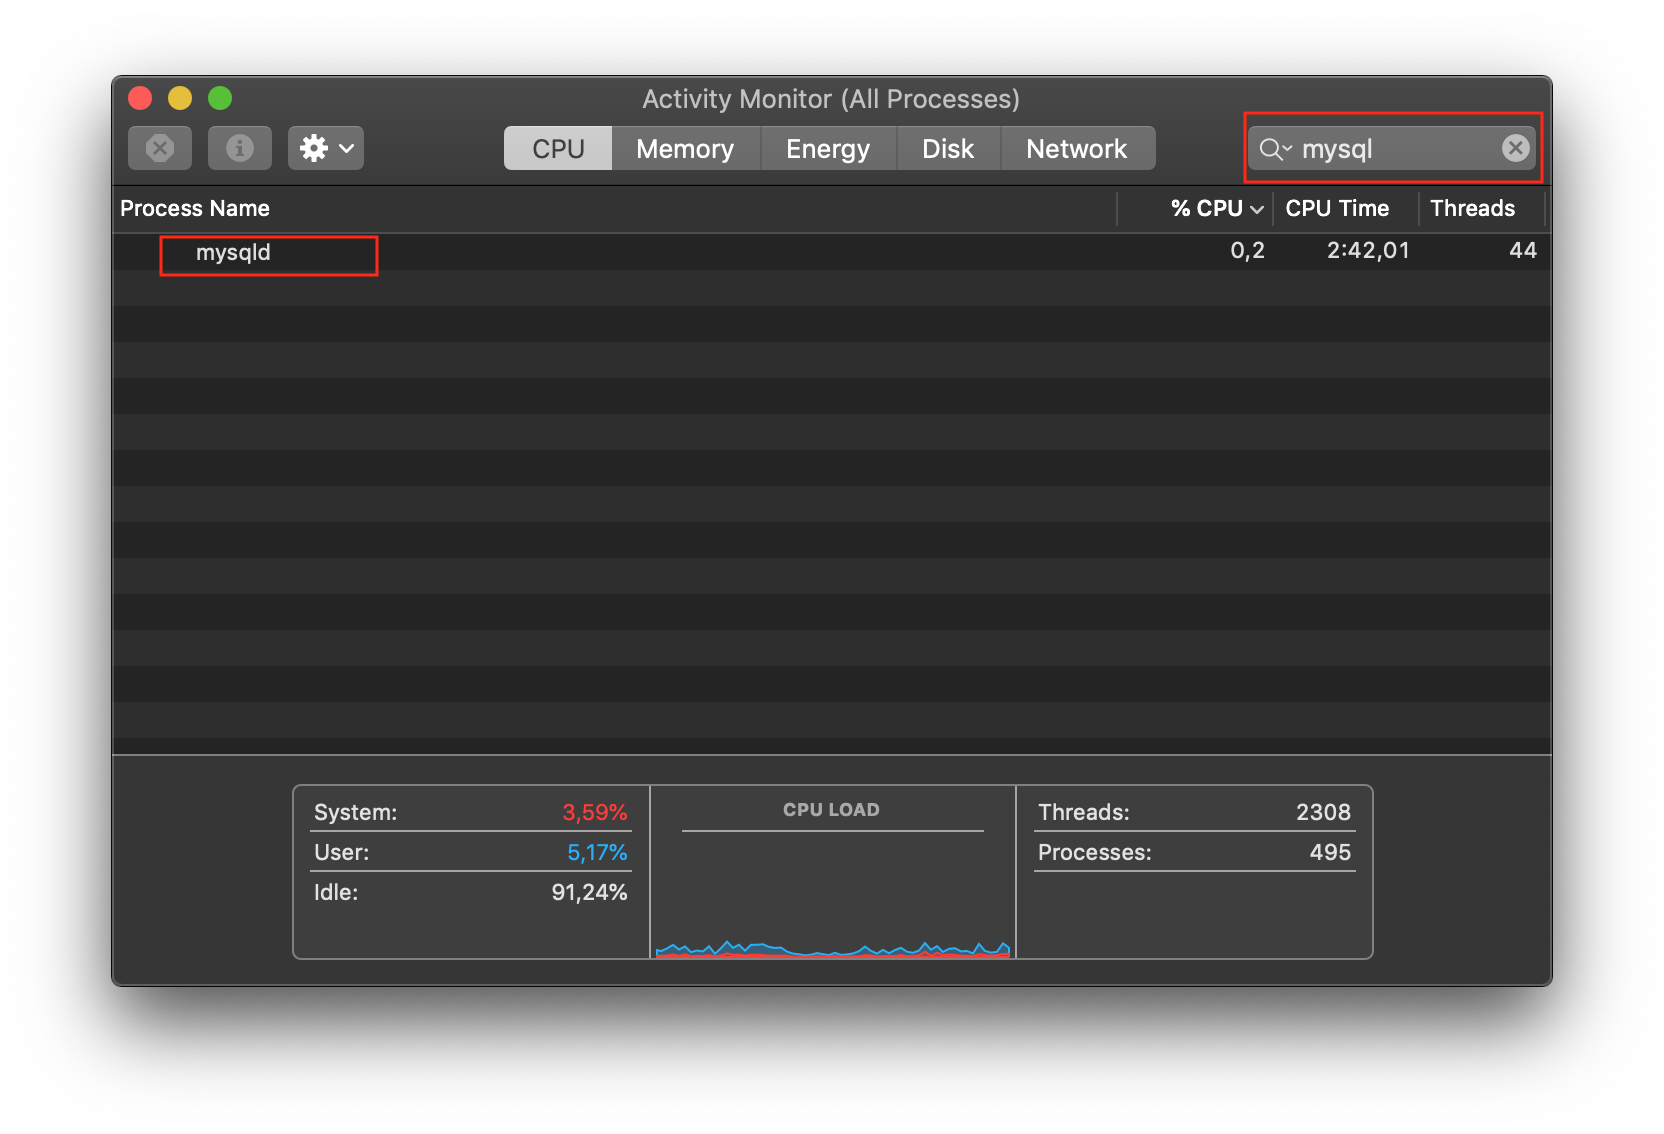 Activity Monitor (All Processes)
CPU Memory Energy Disk Network mysql
Process Name % CPU CPU Time Threads
mysqld 0,2 2:42,01 44
System: 3,59% CPU LOAD Threads: 2308
User: 5,17% Processes: 495
Idle: 91,24%